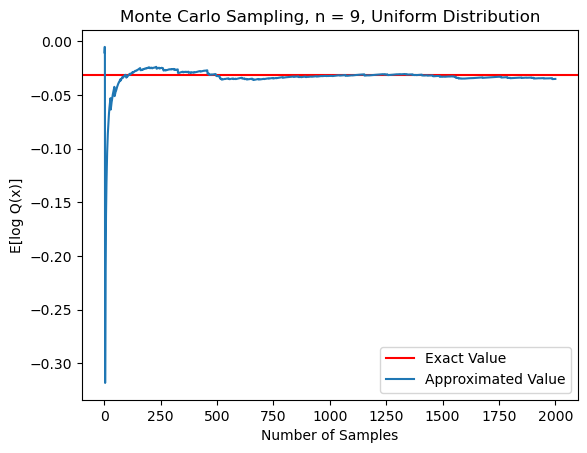 Monte Carlo Sampling, n = 9, Uniform Distribution
E[log Q(x)]
0.00
−0.05
−0.10
−0.15
−0.20
−0.25
−0.30
Exact Value
Approximated Value
0 250 500 750 1000 1250 1500 1750 2000
Number of Samples